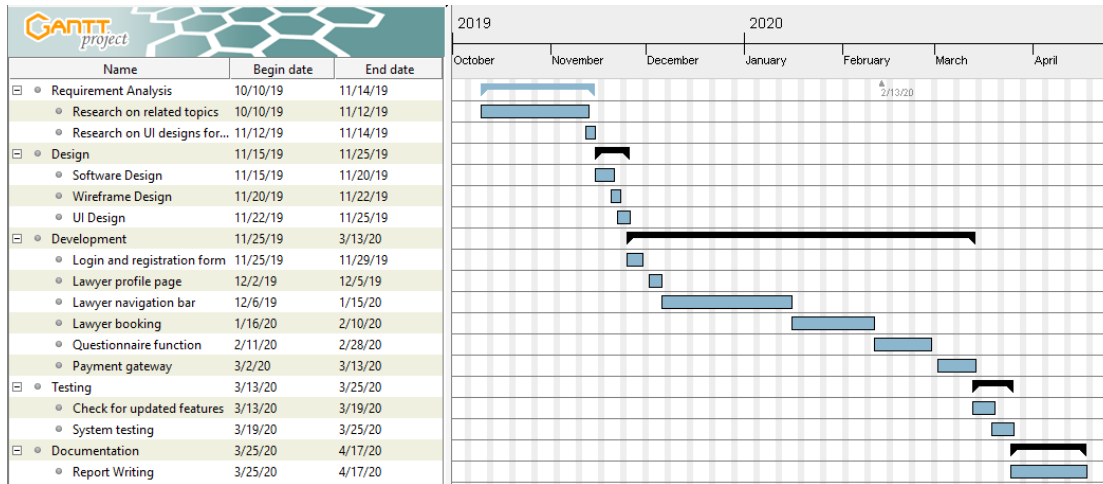 GANTT
project
2019 2020
October November December January February March April
Name Begin date End date
Requirement Analysis 10/10/19 11/14/19
2/13/20
Research on related topics 10/10/19 11/12/19
Research on UI designs for... 11/12/19 11/14/19
Design 11/15/19 11/25/19
Software Design 11/15/19 11/20/19
Wireframe Design 11/20/19 11/22/19
UI Design 11/22/19 11/25/19
Development 11/25/19 3/13/20
Login and registration form 11/25/19 11/29/19
Lawyer profile page 12/2/19 12/5/19
Lawyer navigation bar 12/6/19 1/15/20
Lawyer booking 1/16/20 2/10/20
Questionnaire function 2/11/20 2/28/20
Payment gateway 3/2/20 3/13/20
Testing 3/13/20 3/25/20
Check for updated features 3/13/20 3/19/20
System testing 3/19/20 3/25/20
Documentation 3/25/20 4/17/20
Report Writing 3/25/20 4/17/20